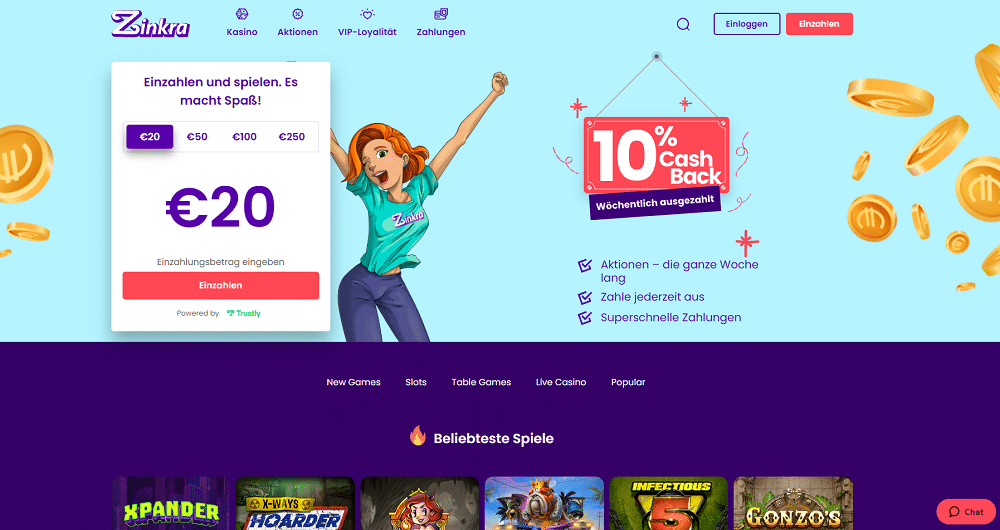 Zinkra
Kasino
Aktionen
VIP-Loyalität
Zahlungen
Einloggen
Einzahlen
Einzahlen und spielen. Es
macht Spaß!
€20
€50
€100
€250
€20
Einzahlungsbetrag eingeben
Einzahlen
Powered by Trustly
Zinkra
10%
Cash
Back
Wöchentlich ausgezahlt
Aktionen – die ganze Woche
lang
Zahle jederzeit aus
Superschnelle Zahlungen
New Games
Slots
Table Games
Live Casino
Popular
Beliebteste Spiele
XPANDER
X-WAYS
HOARDER
INFECTIOUS
5
GONZO'S
Chat